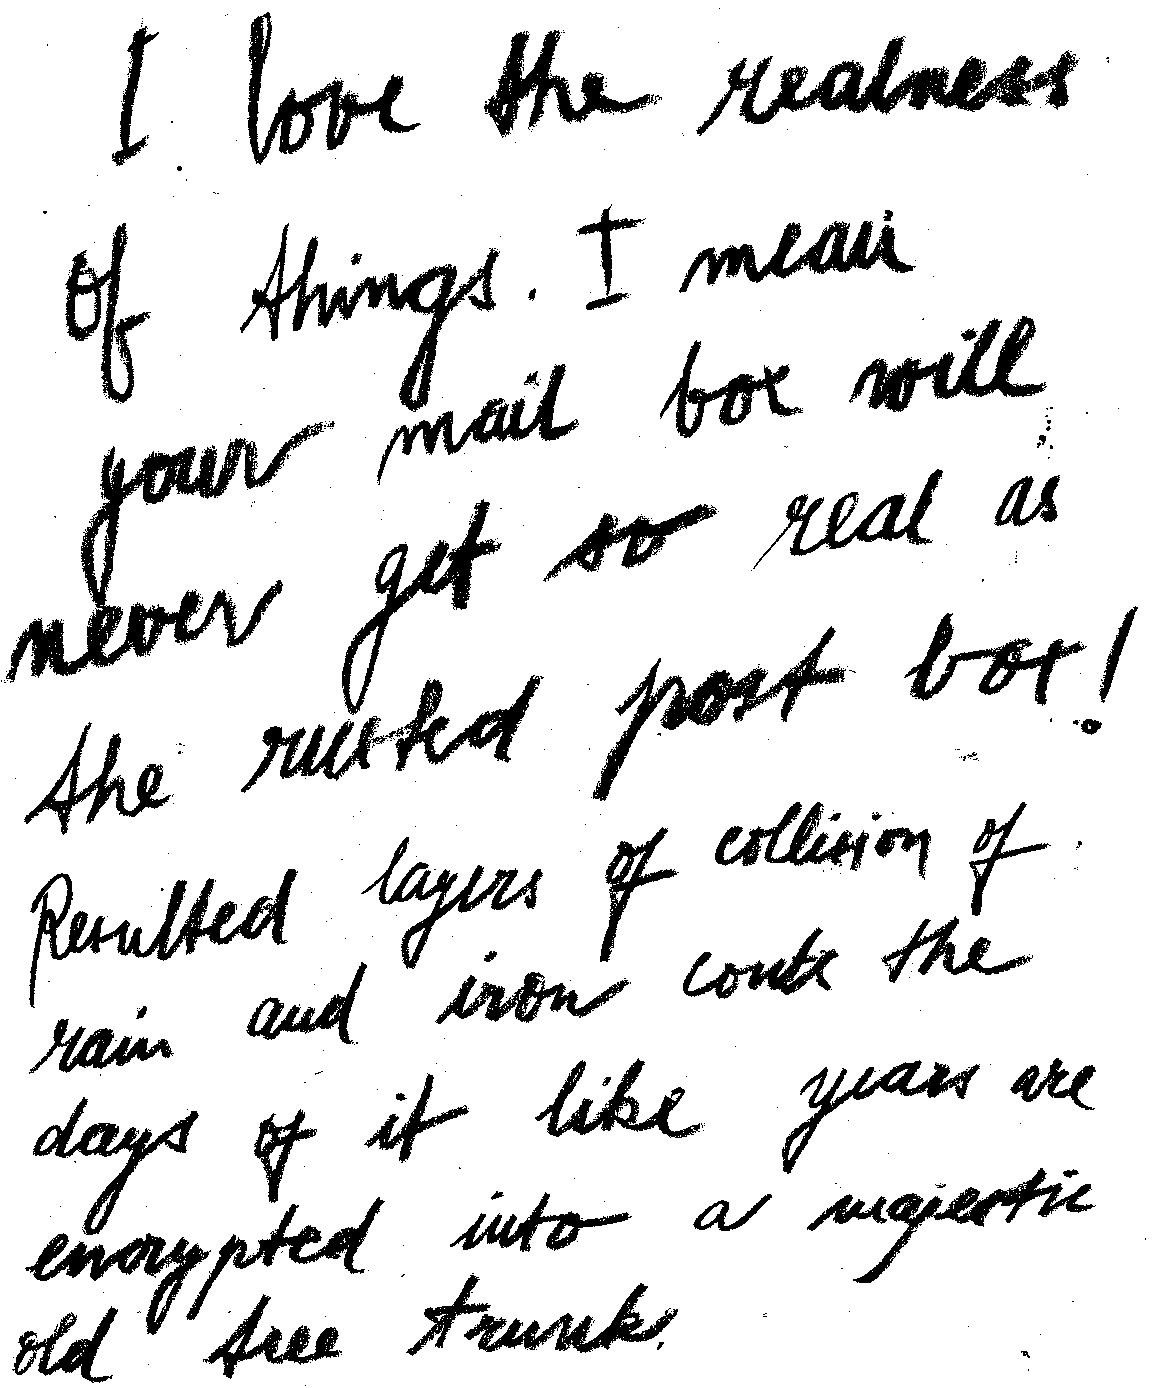 I love the realness
of things. I mean
your mail box will
never get so real as
the rusted post box!
Resulted layers of collision of
rain and iron conte the
days of it like years are
encrypted into a majestic
old tree trunk.